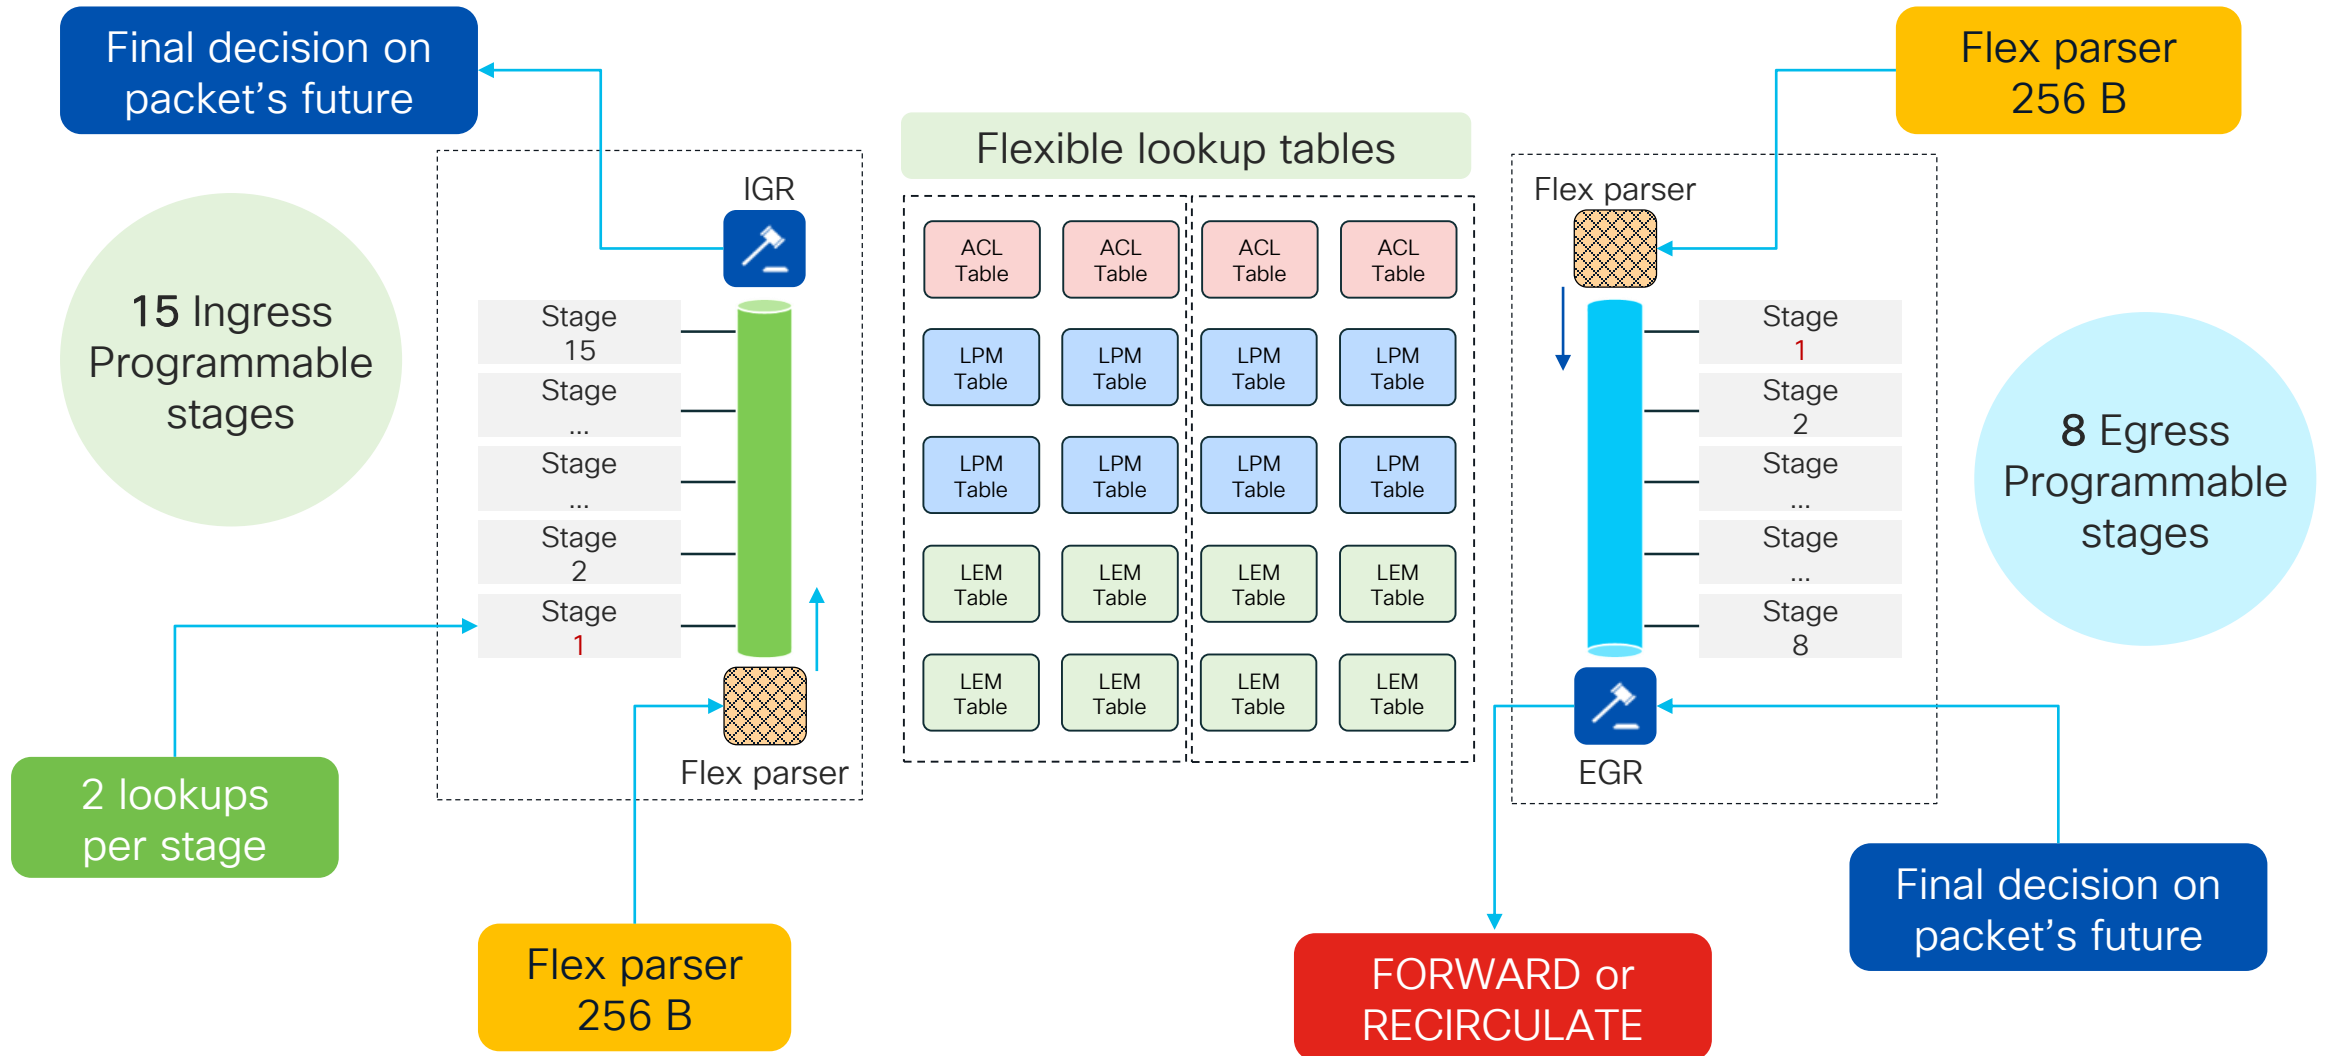 Final decision on
packet's future
Flex parser
256 B
Flexible lookup tables
IGR
15 Ingress
Programmable
stages
Stage
15
Stage
...
Stage
...
Stage
2
Stage
1
Flex parser
2 lookups
per stage
Flex parser
256 B
ACL
Table
ACL
Table
ACL
Table
ACL
Table
LPM
Table
LPM
Table
LPM
Table
LPM
Table
LPM
Table
LPM
Table
LPM
Table
LPM
Table
LEM
Table
LEM
Table
LEM
Table
LEM
Table
LEM
Table
LEM
Table
LEM
Table
LEM
Table
Flex parser
Stage
1
Stage
2
Stage
...
Stage
...
Stage
8
EGR
8 Egress
Programmable
stages
Final decision on
packet's future
FORWARD or
RECIRCULATE